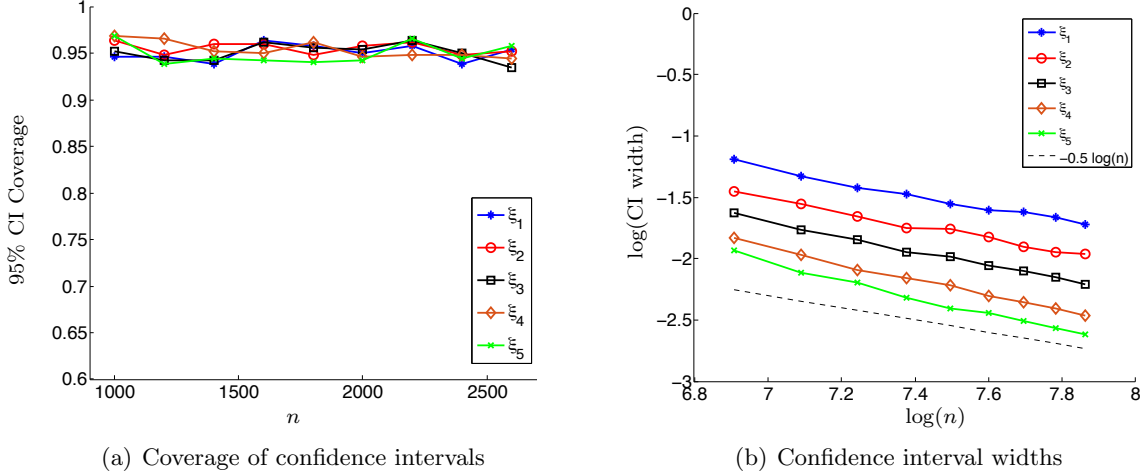 1
0.95
0.9
0.85
0.8
0.75
0.7
0.65
0.6
1000
1500
2000
2500
95% CI Coverage
n
ξ1
ξ2
ξ3
ξ4
ξ5
(a) Coverage of confidence intervals
0
−0.5
−1
−1.5
−2
−2.5
−3
6.8
7
7.2
7.4
7.6
7.8
8
log(CI width)
log(n)
ξ1
ξ2
ξ3
ξ4
ξ5
−0.5 log(n)
(b) Confidence interval widths